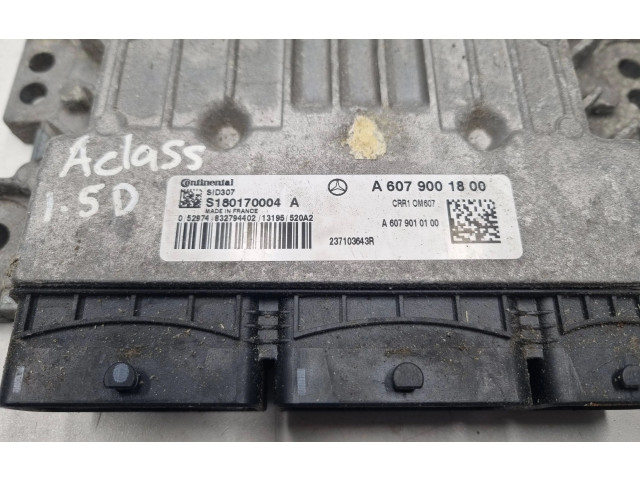 Aclass
1.5D
Continental
SID307
S180170004 A
MADE IN FRANCE
0:52974/832794402/13195/520A2
A 607 900 18 00
CRR1 OM607
A 607 901 01 00
237103643R